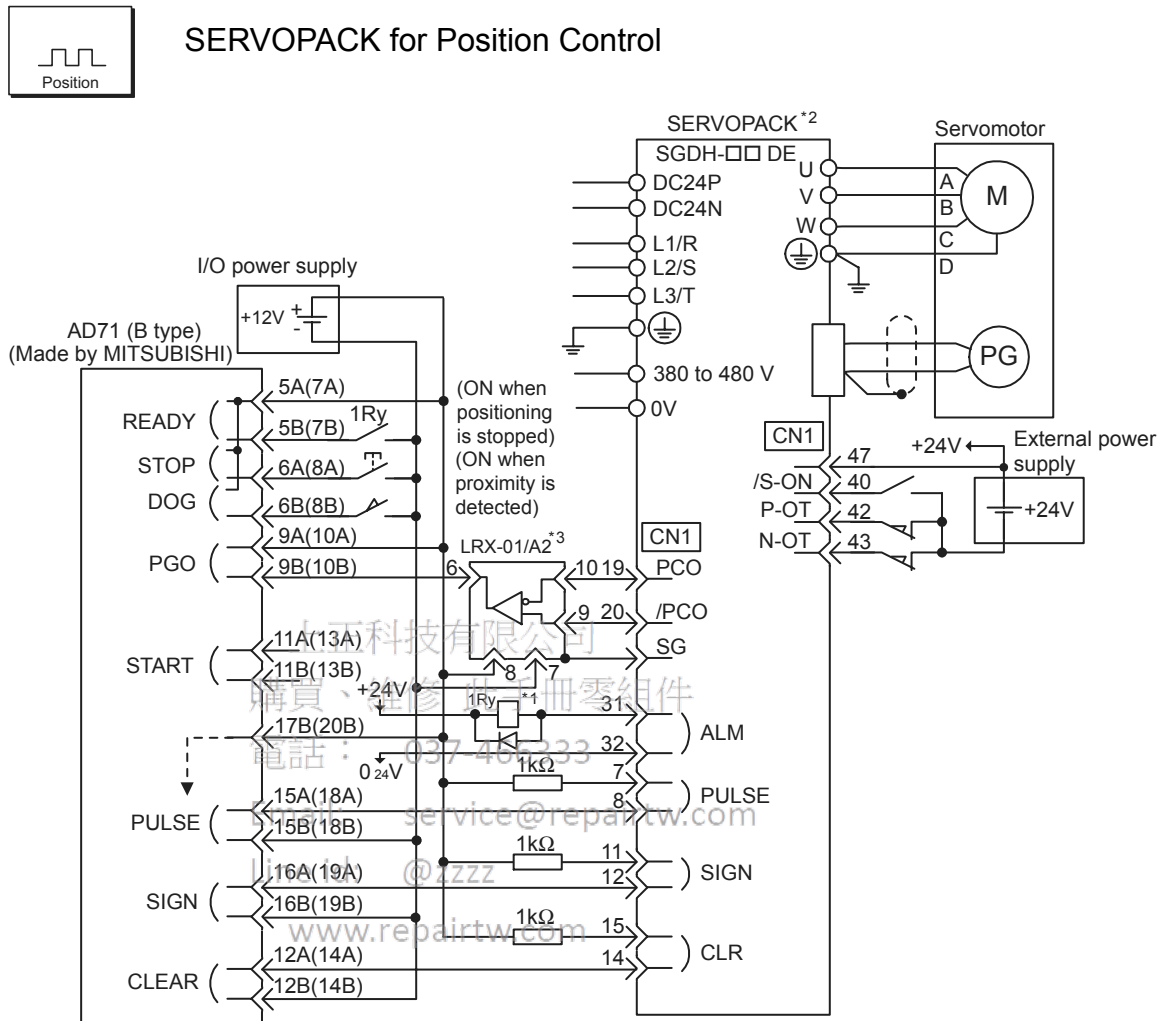 Position
SERVOPACK for Position Control
SERVOPACK*2
SGDH-□□ DE
Servomotor
DC24P
DC24N
L1/R
L2/S
L3/T
380 to 480 V
0V
U
V
W
A
B
C
D
M
PG
I/O power supply
+12V
+
-
AD71 (B type)
(Made by MITSUBISHI)
READY
5A(7A)
5B(7B)
1Ry
(ON when
positioning
is stopped)
STOP
6A(8A)
(ON when
proximity is
detected)
DOG
6B(8B)
CN1
+24V
External power
supply
+24V
47
/S-ON
40
P-OT
42
N-OT
43
PGO
9A(10A)
9B(10B)
LRX-01/A2*3
CN1
6
10
19
PCO
9
20
/PCO
SG
8
7
上正科技有限公司
START
11A(13A)
11B(13B)
購買、維修 此手冊零組件
+24V
1Ry
*1
31
ALM
32
17B(20B)
電話： 037-466333
0 24V
1kΩ
7
PULSE
8
15A(18A)
PULSE
15B(18B)
Email: service@repairtw.com
1kΩ
11
SIGN
12
16A(19A)
Line id: @zzzz
SIGN
16B(19B)
1kΩ
15
CLR
14
www.repairtw.com
12A(14A)
CLEAR
12B(14B)